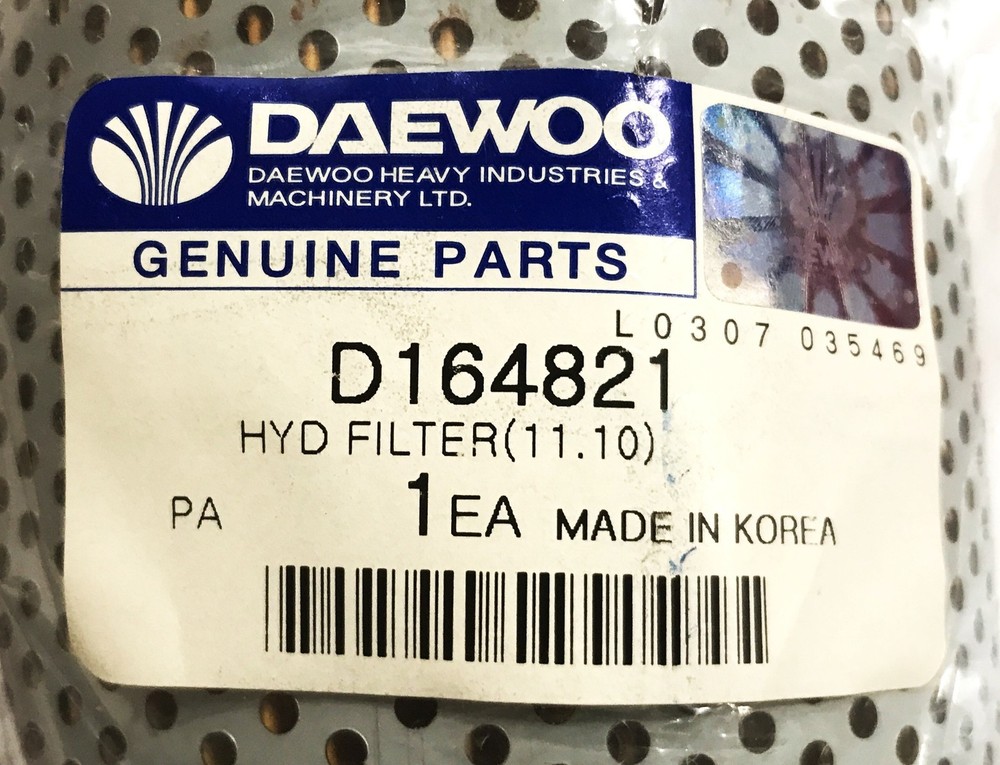 DAEWOO
DAEWOO HEAVY INDUSTRIES &
MACHINERY LTD.
GENUINE PARTS
L0307 035469
D164821
HYD FILTER(11.10)
PA 1EA MADE IN KOREA